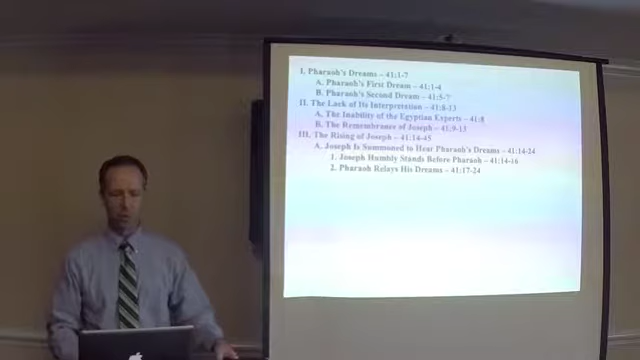 I. Pharaoh's Dreams – 41:1-7
A. Pharaoh's First Dream – 41:1-4
B. Pharaoh's Second Dream – 41:5-7
II. The Lack of Its Interpretation – 41:8-13
A. The Inability of the Egyptian Experts – 41:8
B. The Remembrance of Joseph – 41:9-13
III. The Rising of Joseph – 41:14-45
A. Joseph Is Summoned to Hear Pharaoh's Dreams – 41:14-24
1. Joseph Humbly Stands Before Pharaoh – 41:14-16
2. Pharaoh Relays His Dreams – 41:17-24